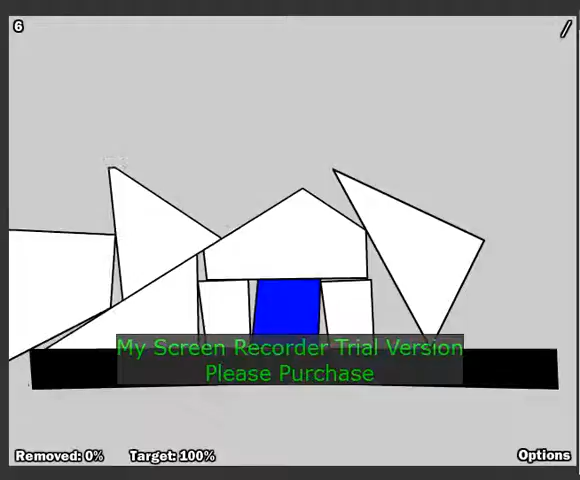 6
My Screen Recorder Trial Version
Please Purchase
Removed: 0% Target: 100%
Options